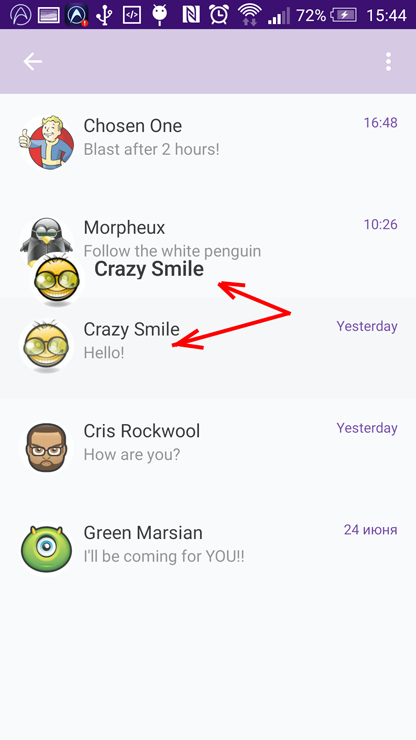 72% 15:44
Chosen One 16:48
Blast after 2 hours!
Morpheux 10:26
Follow the white penguin
Crazy Smile
Crazy Smile Yesterday
Hello!
Cris Rockwool Yesterday
How are you?
Green Marsian 24 июня
I'll be coming for YOU!!